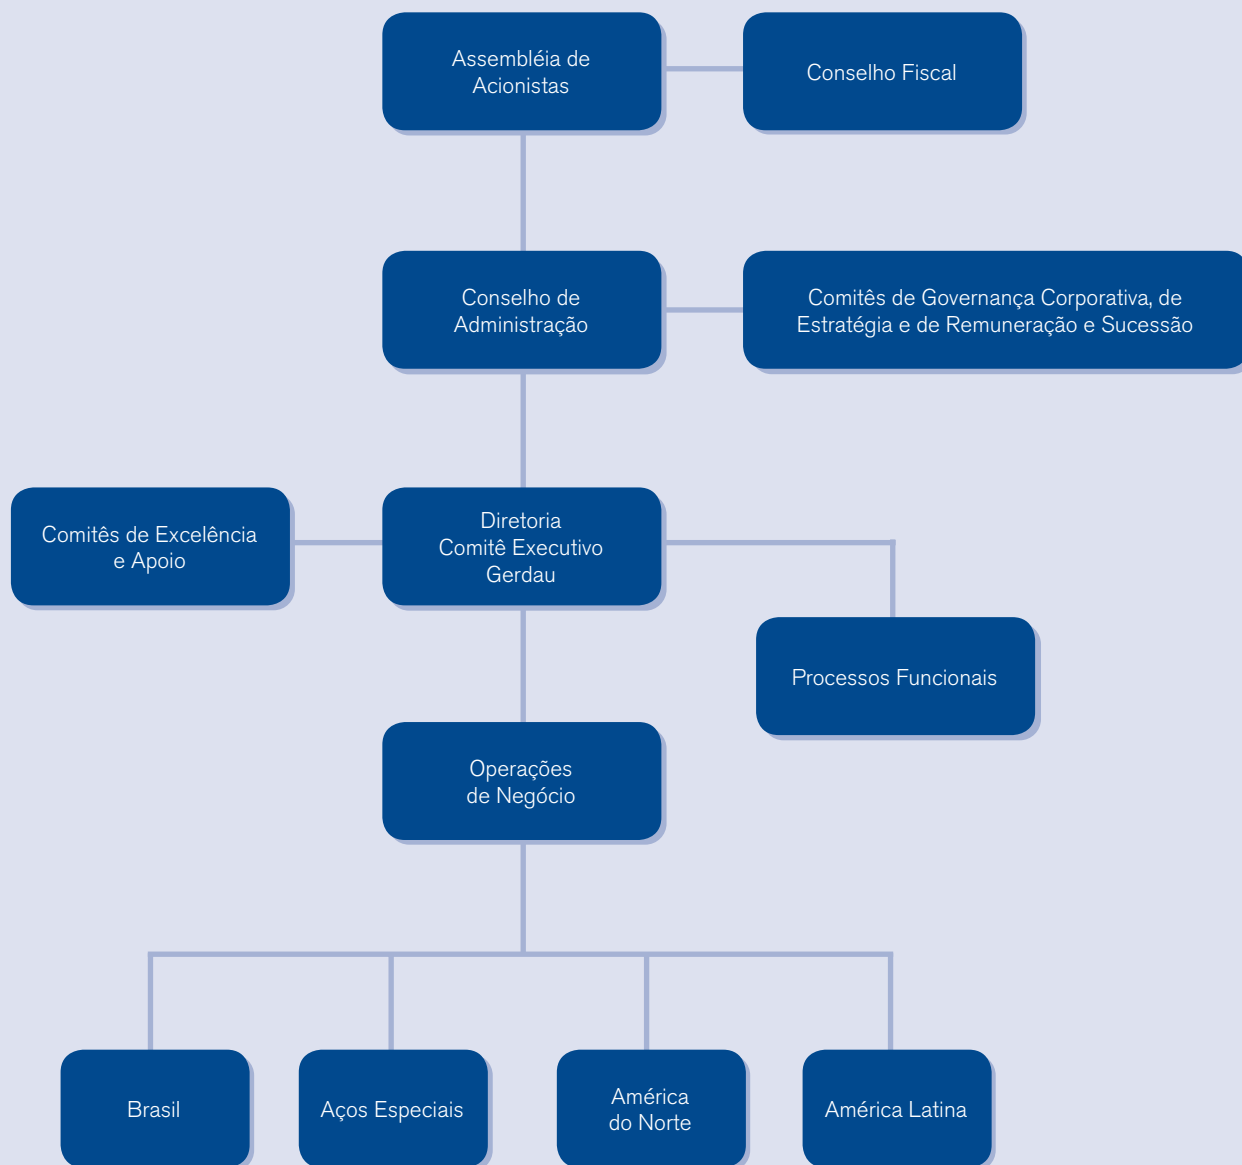 Assembléia de
Acionistas
Conselho Fiscal
Conselho de
Administração
Comitês de Governança Corporativa, de
Estratégia e de Remuneração e Sucessão
Comitês de Excelência
e Apoio
Diretoria
Comitê Executivo
Gerdau
Processos Funcionais
Operações
de Negócio
Brasil
Aços Especiais
América
do Norte
América Latina